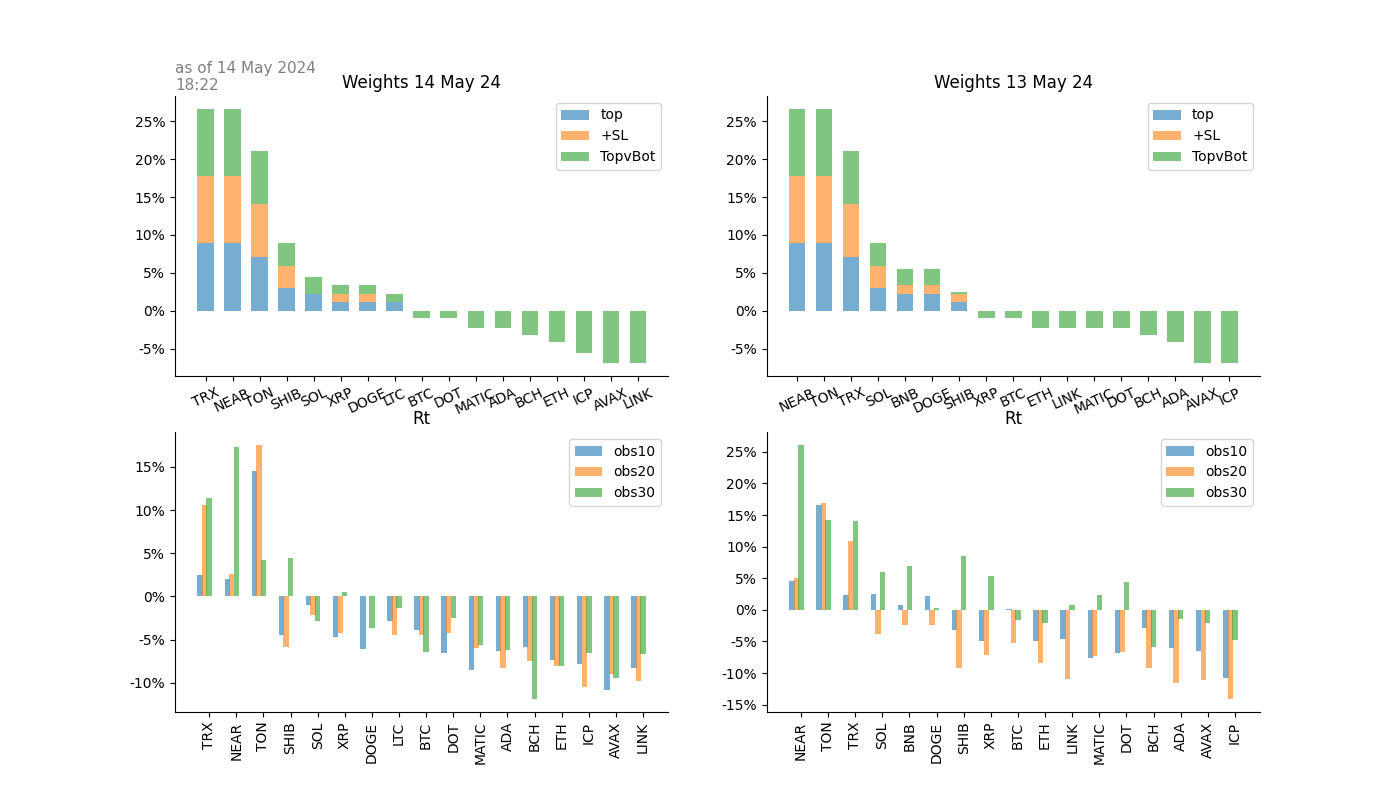 as of 14 May 2024
18:22
Weights 14 May 24
25%
20%
15%
10%
5%
0%
-5%
top
+SL
TopvBot
TRX NEAR TON SHIB SOL XRP DOGE LTC BTC DOT MATIC ADA BCH ETH ICP AVAX LINK
Weights 13 May 24
25%
20%
15%
10%
5%
0%
-5%
top
+SL
TopvBot
NEAR TON TRX SOL BNB DOGE SHIB XRP BTC ETH LINK MATIC DOT BCH ADA AVAX ICP
Rt
15%
10%
5%
0%
-5%
-10%
obs10
obs20
obs30
TRX NEAR TON SHIB SOL XRP DOGE LTC BTC DOT MATIC ADA BCH ETH ICP AVAX LINK
Rt
25%
20%
15%
10%
5%
0%
-5%
-10%
-15%
obs10
obs20
obs30
NEAR TON TRX SOL BNB DOGE SHIB XRP BTC ETH LINK MATIC DOT BCH ADA AVAX ICP